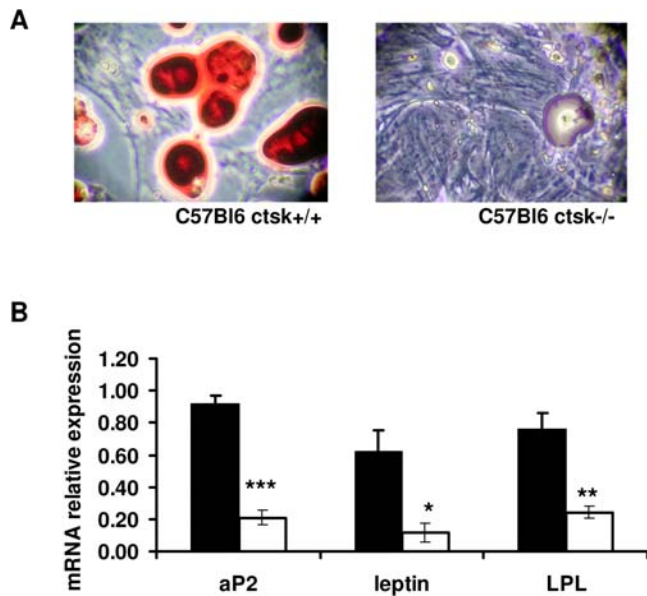 A
C57Bl6 ctsk+/+
C57Bl6 ctsk-/-
B
mRNA relative expression
1.20
1.00
0.80
0.60
0.40
0.20
0.00
***
*
**
aP2
leptin
LPL